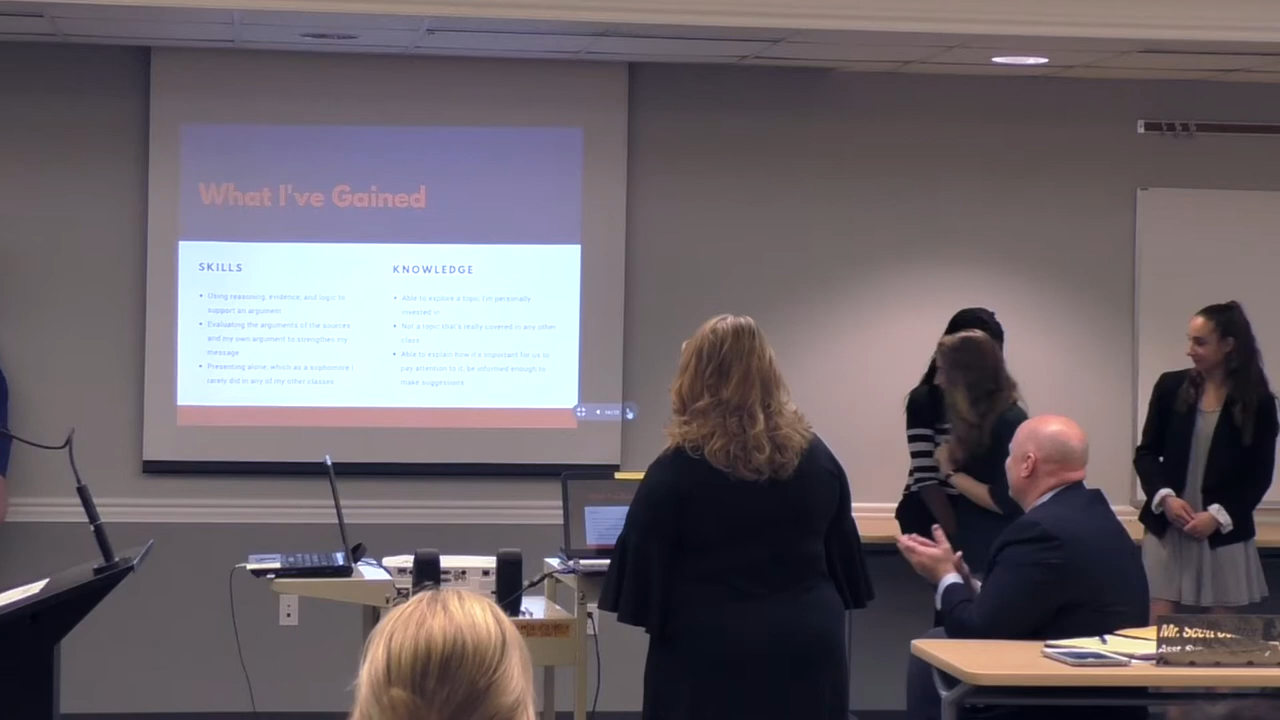 What I've Gained
SKILLS
• Using reasoning, evidence, and logic to
support an argument
• Evaluating the arguments of the sources
and my own argument to strengthen my
message
• Presenting alone, which as a sophomore I
rarely did in any of my other classes
KNOWLEDGE
• Able to explore a topic I'm personally
invested in
• Not a topic that's really covered in any other
class
• Able to explain how it's important for us to
pay attention to it, be informed enough to
make suggestions
Mr. Scott
Asst.